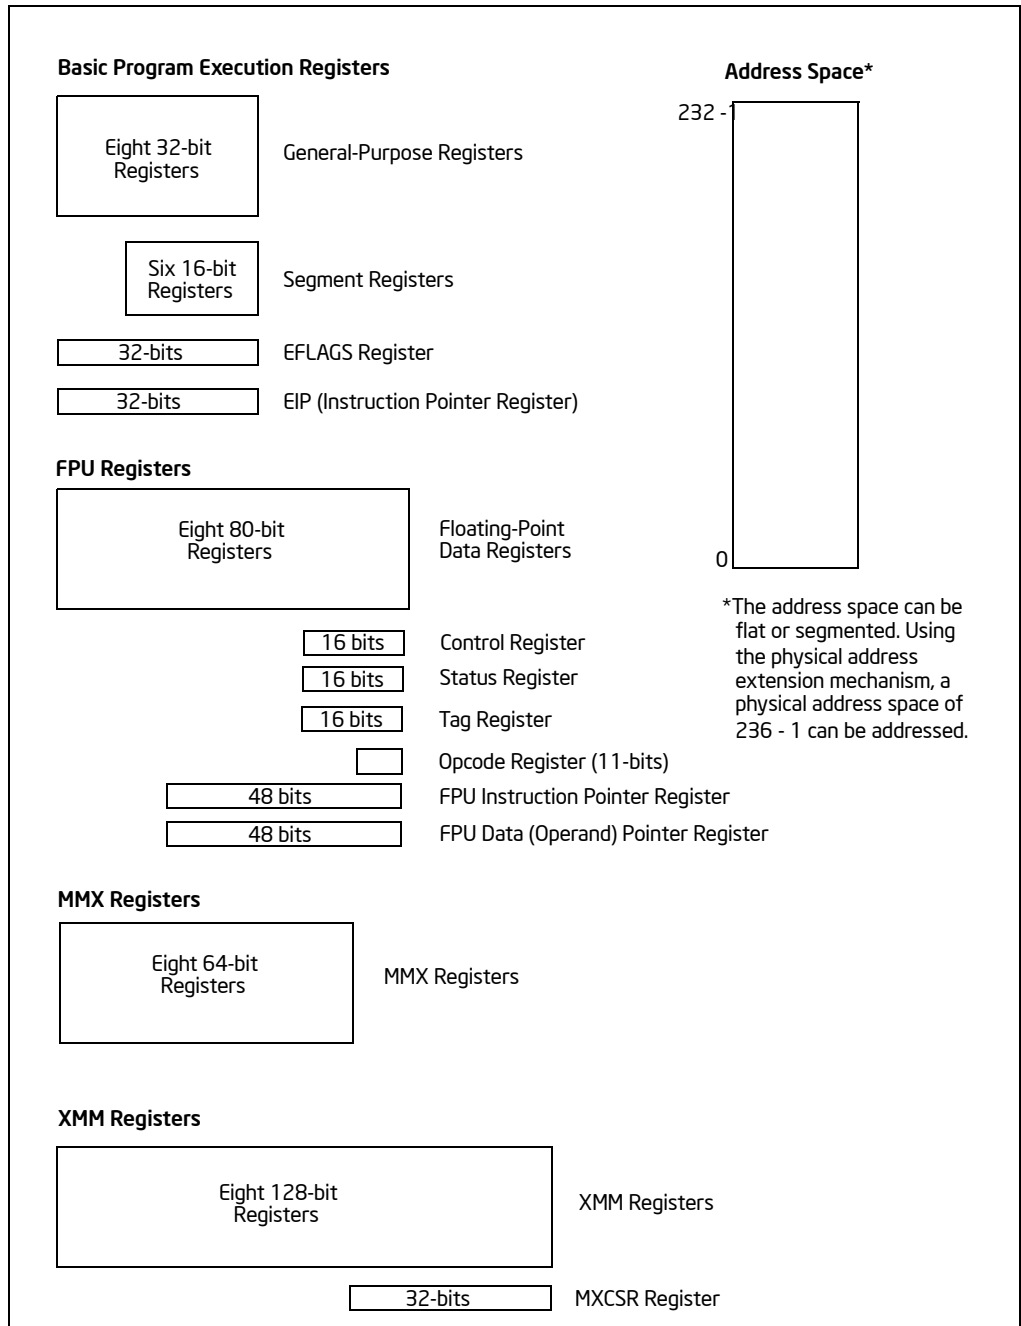 Basic Program Execution Registers
Address Space*
232 -1
Eight 32-bit
Registers
General-Purpose Registers
Six 16-bit
Registers
Segment Registers
32-bits
EFLAGS Register
32-bits
EIP (Instruction Pointer Register)
FPU Registers
Eight 80-bit
Registers
Floating-Point
Data Registers
0
*The address space can be
flat or segmented. Using
the physical address
extension mechanism, a
physical address space of
236 - 1 can be addressed.
16 bits
Control Register
16 bits
Status Register
16 bits
Tag Register
Opcode Register (11-bits)
48 bits
FPU Instruction Pointer Register
48 bits
FPU Data (Operand) Pointer Register
MMX Registers
Eight 64-bit
Registers
MMX Registers
XMM Registers
Eight 128-bit
Registers
XMM Registers
32-bits
MXCSR Register